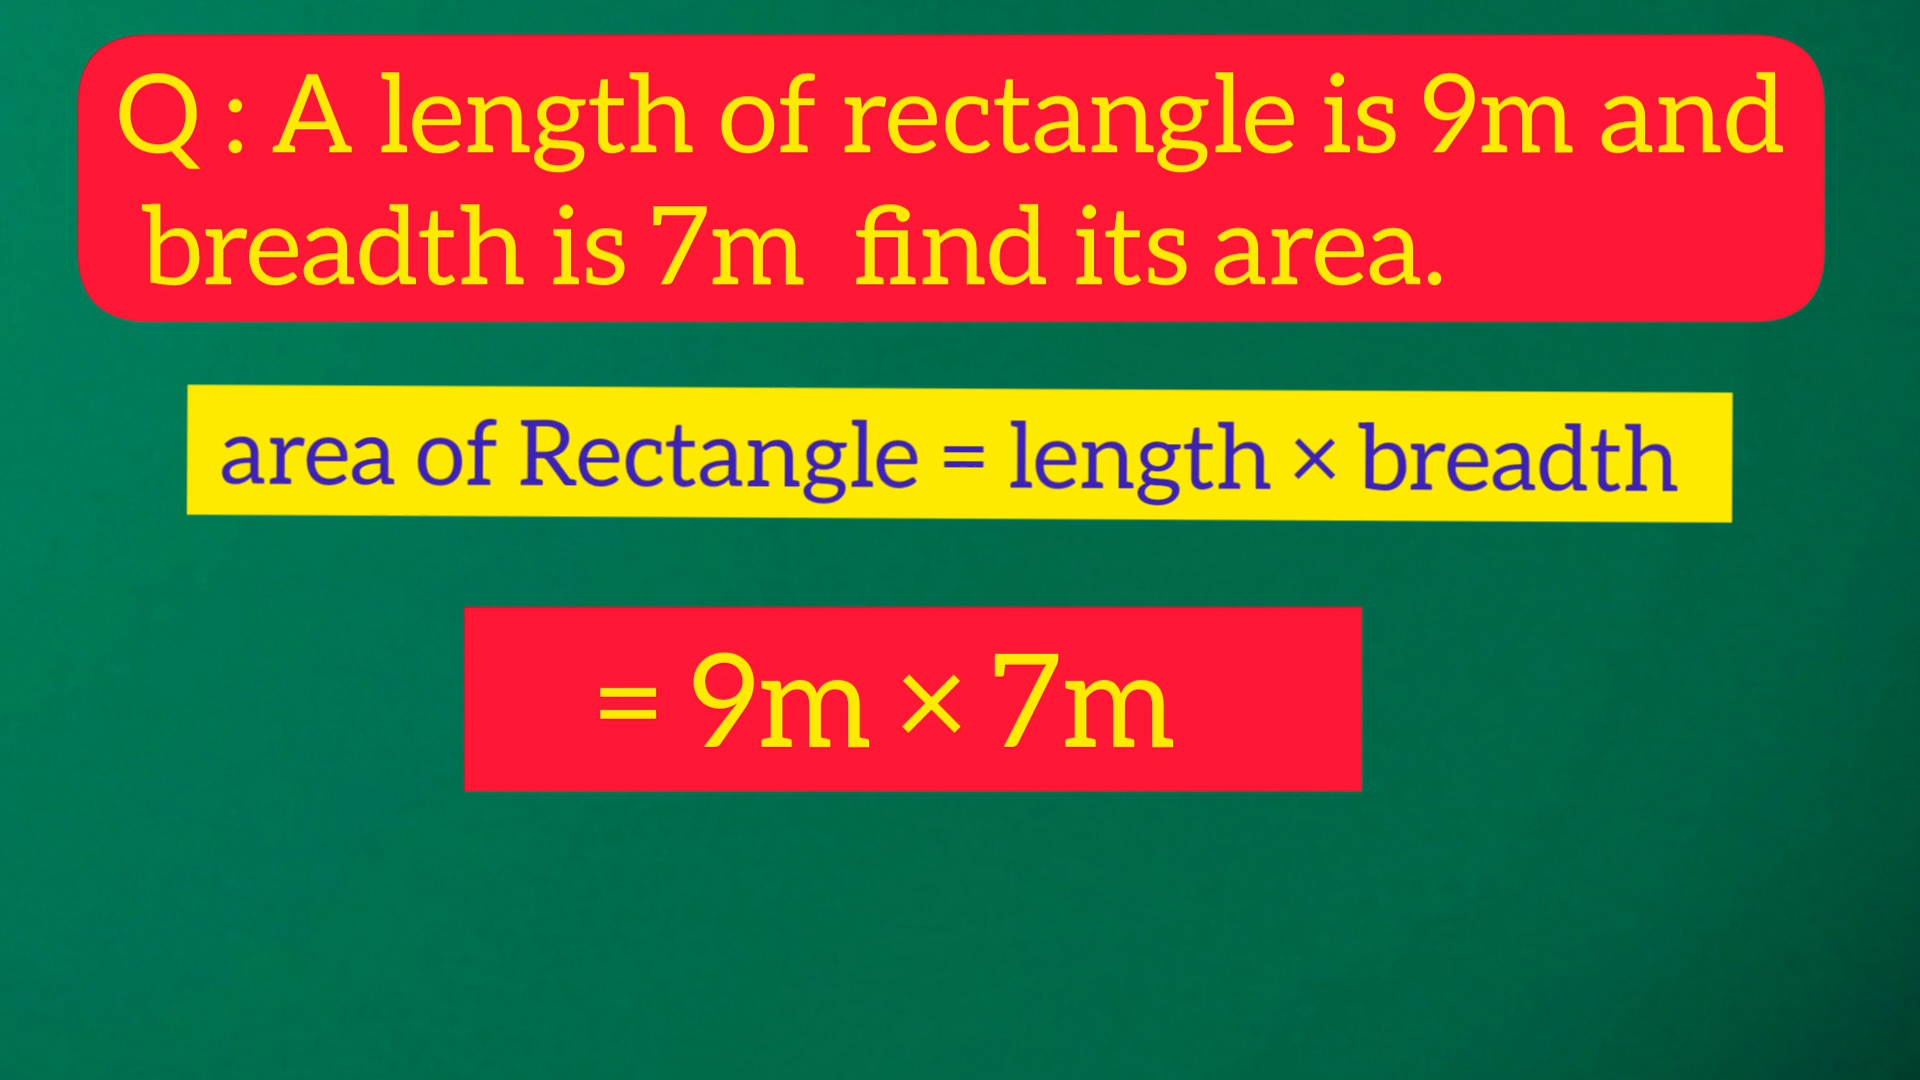 Q : A length of rectangle is 9m and
breadth is 7m find its area.
area of Rectangle = length × breadth
= 9m × 7m